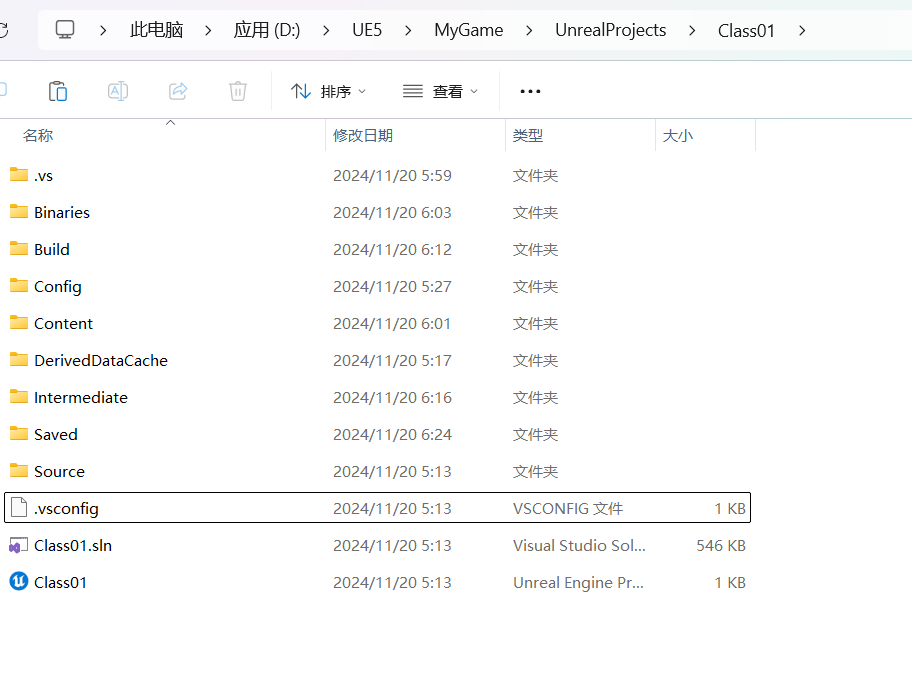 此电脑 > 应用 (D:) > UE5 > MyGame > UnrealProjects > Class01 >
排序 查看 ...
名称 修改日期 类型 大小
.vs 2024/11/20 5:59 文件夹
Binaries 2024/11/20 6:03 文件夹
Build 2024/11/20 6:12 文件夹
Config 2024/11/20 5:27 文件夹
Content 2024/11/20 6:01 文件夹
DerivedDataCache 2024/11/20 5:17 文件夹
Intermediate 2024/11/20 6:16 文件夹
Saved 2024/11/20 6:24 文件夹
Source 2024/11/20 5:13 文件夹
.vsconfig 2024/11/20 5:13 VSCONFIG 文件 1 KB
Class01.sln 2024/11/20 5:13 Visual Studio Sol... 546 KB
Class01 2024/11/20 5:13 Unreal Engine Pr... 1 KB